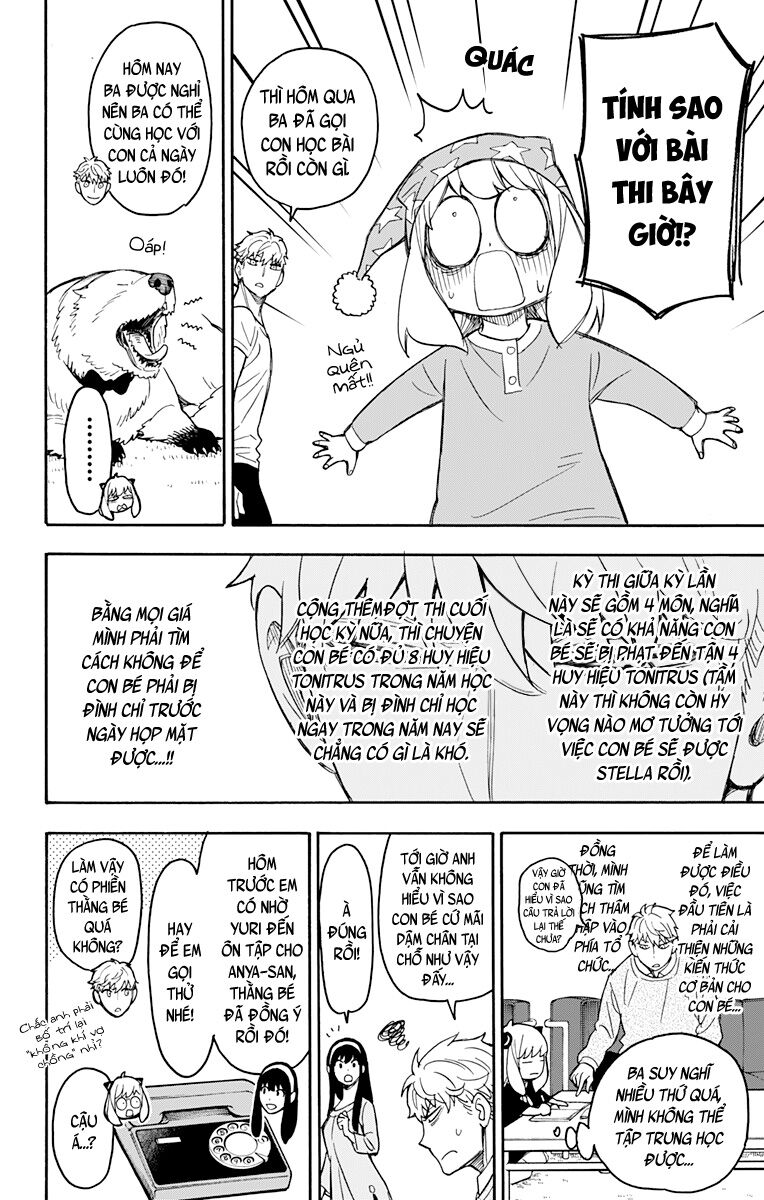 TÍNH SAO
VỚI BÀI
THI BÂY
GIỜ!?
QUÁC
NGỦ
QUÊN
MẤT!!
THÌ HÔM QUA
BA ĐÃ GỌI
CON HỌC BÀI
RỒI CÒN GÌ.
HÔM NAY
BA ĐƯỢC NGHỈ
NÊN BA CÓ THỂ
CÙNG HỌC VỚI
CON CẢ NGÀY
LUÔN ĐÓ!
OÁP!
........
KỲ THI GIỮA KỲ LẦN
NÀY SẼ GỒM 4 MÔN, NGHĨA
LÀ SẼ CÓ KHẢ NĂNG CON
BÉ SẼ BỊ PHẠT ĐẾN TẬN 4
HUY HIỆU TONITRUS (TẦM
NÀY THÌ KHÔNG CÒN HY
VỌNG NÀO MƠ TƯỞNG TỚI
VIỆC CON BÉ SẼ ĐƯỢC
STELLA RỒI).
CỘNG THÊMĐỢT THI CUỐI
HỌC KỲ NỮA, THÌ CHUYỆN
CON BÉ CÓ ĐỦ 8 HUY HIỆU
TONITRUS TRONG NĂM HỌC
NÀY VÀ BỊ ĐÌNH CHỈ HỌC
NGAY TRONG NĂM NAY SẼ
CHẲNG CÓ GÌ LÀ KHÓ.
BẰNG MỌI GIÁ
MÌNH PHẢI TÌM
CÁCH KHÔNG ĐỂ
CON BÉ PHẢI BỊ
ĐÌNH CHỈ TRƯỚC
NGÀY HỌP MẶT
ĐƯỢC...!!
ĐỂ LÀM
ĐƯỢC ĐIỀU
ĐÓ, VIỆC
ĐẦU TIÊN LÀ
PHẢI CẢI
THIỆN NHỮNG
KIẾN THỨC
CƠ BẢN CHO
CON BÉ...
ĐỒNG
THỜI, MÌNH
CŨNG TÌM
CÁCH THÂM
NHẬP VÀO
PHÍA TỔ
CHỨC...
VẬY GIỜ
CON ĐÃ
HIỂU VÌ SAO
CÂU TRẢ LỜI
LẠI THẾ
CHƯA?
BA SUY NGHĨ
NHIỀU THỨ QUÁ,
MÌNH KHÔNG THỂ
TẬP TRUNG HỌC
ĐƯỢC...
TỚI GIỜ ANH
VẪN KHÔNG
HIỂU VÌ SAO
CON BÉ CỨ MÃI
DẬM CHÂN TẠI
CHỖ NHƯ VẬY
ĐẤY...
À
ĐÚNG
RỒI!
HÔM
TRƯỚC EM
CÓ NHỜ
YURI ĐẾN
ÔN TẬP CHO
ANYA-SAN,
THẰNG BÉ
ĐÃ ĐỒNG Ý
RỒI ĐÓ!
HAY
ĐỂ EM
GỌI
THỬ
NHÉ!
LÀM VẬY
CÓ PHIỀN
THẰNG BÉ
QUÁ
KHÔNG?
Chắc anh phải
bố trí lại
"không khí vợ
chồng" nhỉ?
CẬU
Á...?